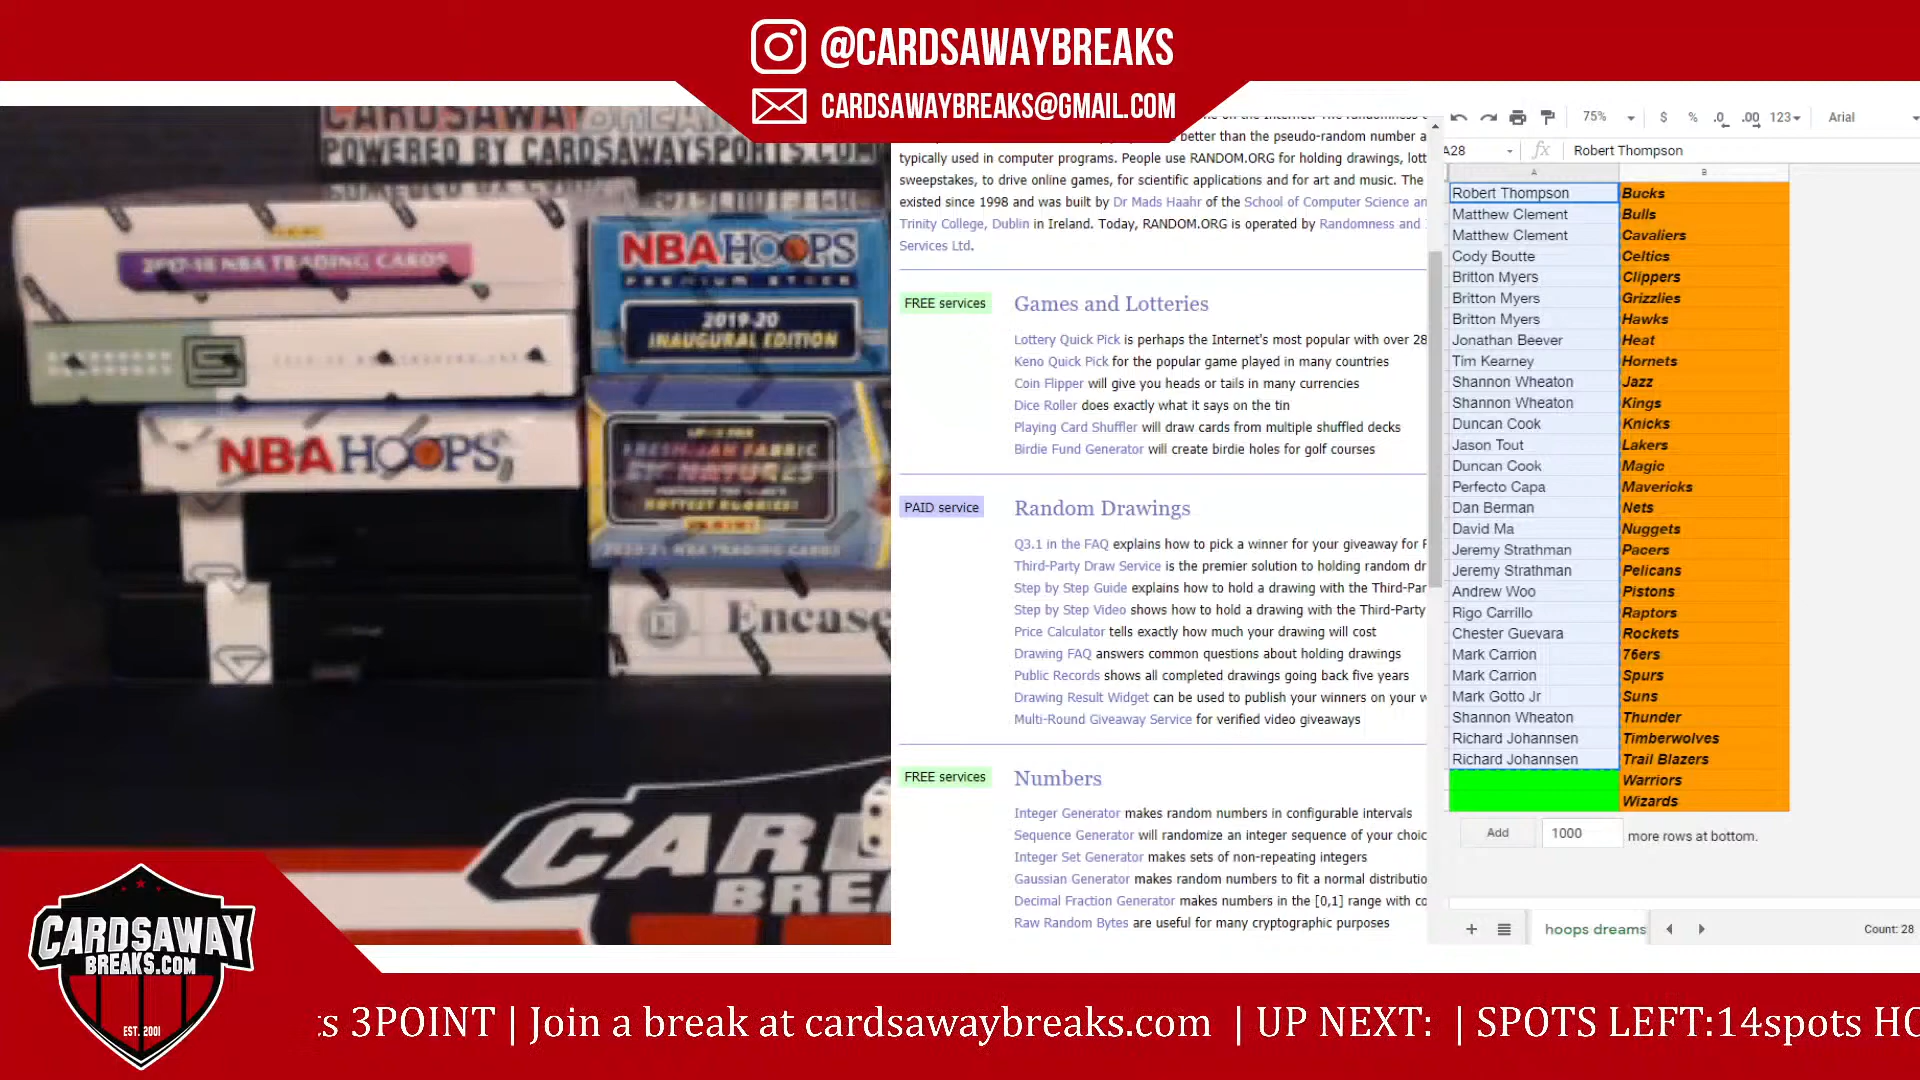 @CARDSAWAYBREAKS
CARDSAWAYBREAKS@GMAIL.COM
POWERED BY CARDSAWAYSPORTS.COM
2017-18 NBA TRADING CARDS
NBA HOOPS
PREMIUM STOCK
2019-20
INAUGURAL EDITION
NBA HOOPS
FRESH-JAM FABRIC
SIGNATURES
HOTTEST ROOKIES!
PANINI
2020-21 NBA TRADING CARDS
Encase
better than the pseudo-random number a
typically used in computer programs. People use RANDOM.ORG for holding drawings, lott
sweepstakes, to drive online games, for scientific applications and for art and music. The
existed since 1998 and was built by Dr Mads Haahr of the School of Computer Science an
Trinity College, Dublin in Ireland. Today, RANDOM.ORG is operated by Randomness and
Services Ltd.
FREE services
Games and Lotteries
Lottery Quick Pick is perhaps the Internet's most popular with over 28
Keno Quick Pick for the popular game played in many countries
Coin Flipper will give you heads or tails in many currencies
Dice Roller does exactly what it says on the tin
Playing Card Shuffler will draw cards from multiple shuffled decks
Birdie Fund Generator will create birdie holes for golf courses
PAID service
Random Drawings
Q3.1 in the FAQ explains how to pick a winner for your giveaway for F
Third-Party Draw Service is the premier solution to holding random dr
Step by Step Guide explains how to hold a drawing with the Third-Par
Step by Step Video shows how to hold a drawing with the Third-Party
Price Calculator tells exactly how much your drawing will cost
Drawing FAQ answers common questions about holding drawings
Public Records shows all completed drawings going back five years
Drawing Result Widget can be used to publish your winners on your w
Multi-Round Giveaway Service for verified video giveaways
FREE services
Numbers
Integer Generator makes random numbers in configurable intervals
Sequence Generator will randomize an integer sequence of your choic
Integer Set Generator makes sets of non-repeating integers
Gaussian Generator makes random numbers to fit a normal distributio
Decimal Fraction Generator makes numbers in the [0,1] range with co
Raw Random Bytes are useful for many cryptographic purposes
75% $ % .0 .00 123 Arial
A28 fx Robert Thompson
A B
Robert Thompson Bucks
Matthew Clement Bulls
Matthew Clement Cavaliers
Cody Boutte Celtics
Britton Myers Clippers
Britton Myers Grizzlies
Britton Myers Hawks
Jonathan Beever Heat
Tim Kearney Hornets
Shannon Wheaton Jazz
Shannon Wheaton Kings
Duncan Cook Knicks
Jason Tout Lakers
Duncan Cook Magic
Perfecto Capa Mavericks
Dan Berman Nets
David Ma Nuggets
Jeremy Strathman Pacers
Jeremy Strathman Pelicans
Andrew Woo Pistons
Rigo Carrillo Raptors
Chester Guevara Rockets
Mark Carrion 76ers
Mark Carrion Spurs
Mark Gotto Jr Suns
Shannon Wheaton Thunder
Richard Johannsen Timberwolves
Richard Johannsen Trail Blazers
Warriors
Wizards
Add 1000 more rows at bottom.
+ hoops dreams Count: 28
CARDSAWAY
BREAKS.COM
EST. 2001
s 3POINT | Join a break at cardsawaybreaks.com | UP NEXT: | SPOTS LEFT:14spots HO